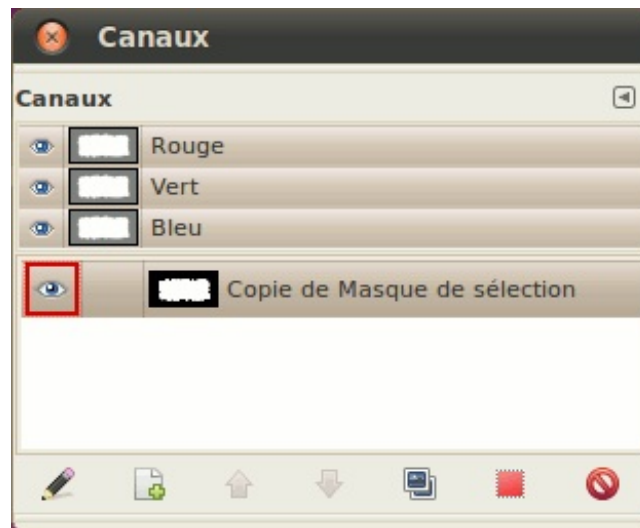 Canaux
Canaux
Rouge
Vert
Bleu
Copie de Masque de sélection